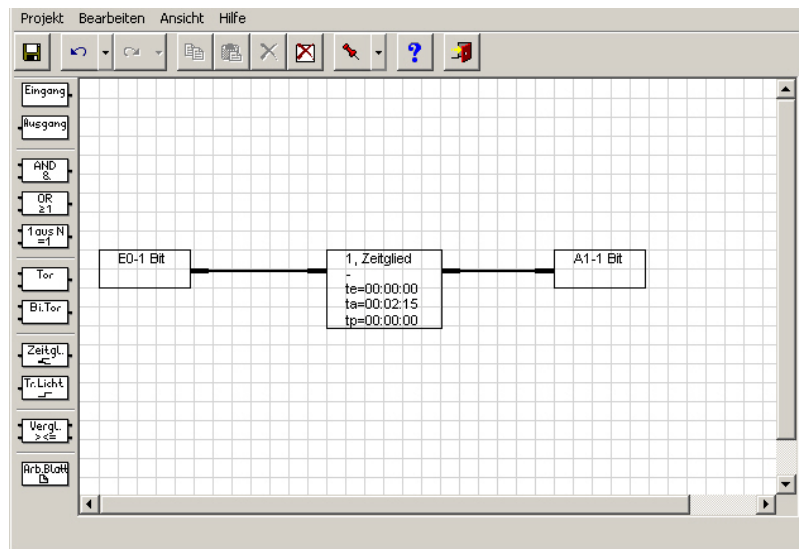 Projekt Bearbeiten Ansicht Hilfe
?
Eingang
Ausgang
AND
&
OR
≥1
1 aus N
=1
Tor
Bi.Tor
Zeitgl.
Tr.Licht
Vergl.
><=
Arb.Blatt
E0-1 Bit
1, Zeitglied
-
te=00:00:00
ta=00:02:15
tp=00:00:00
A1-1 Bit